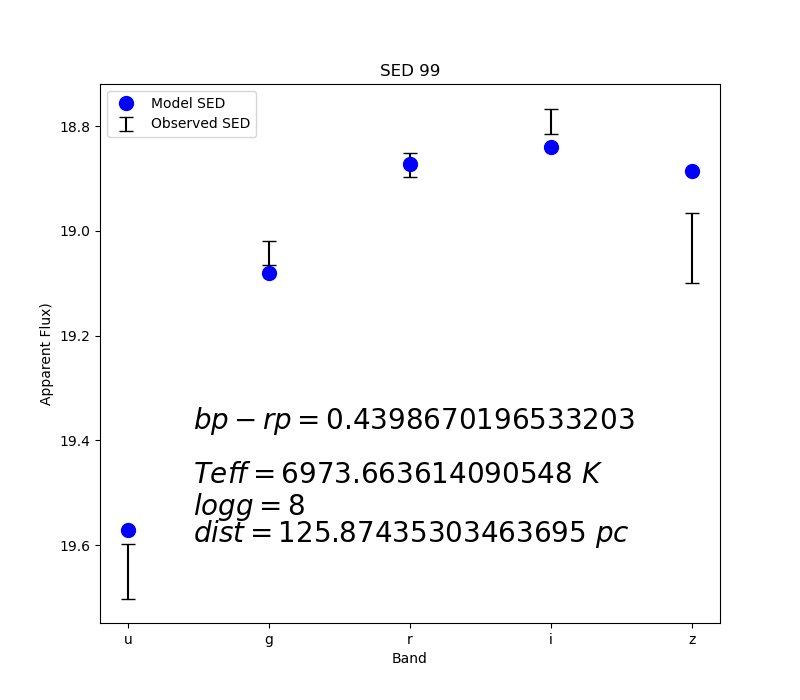 SED 99
Model SED
Observed SED
18.8
19.0
19.2
19.4
19.6
Apparent Flux)
bp − rp = 0.4398670196533203
Teff = 6973.663614090548 K
logg = 8
dist = 125.87435303463695 pc
u g r i z
Band